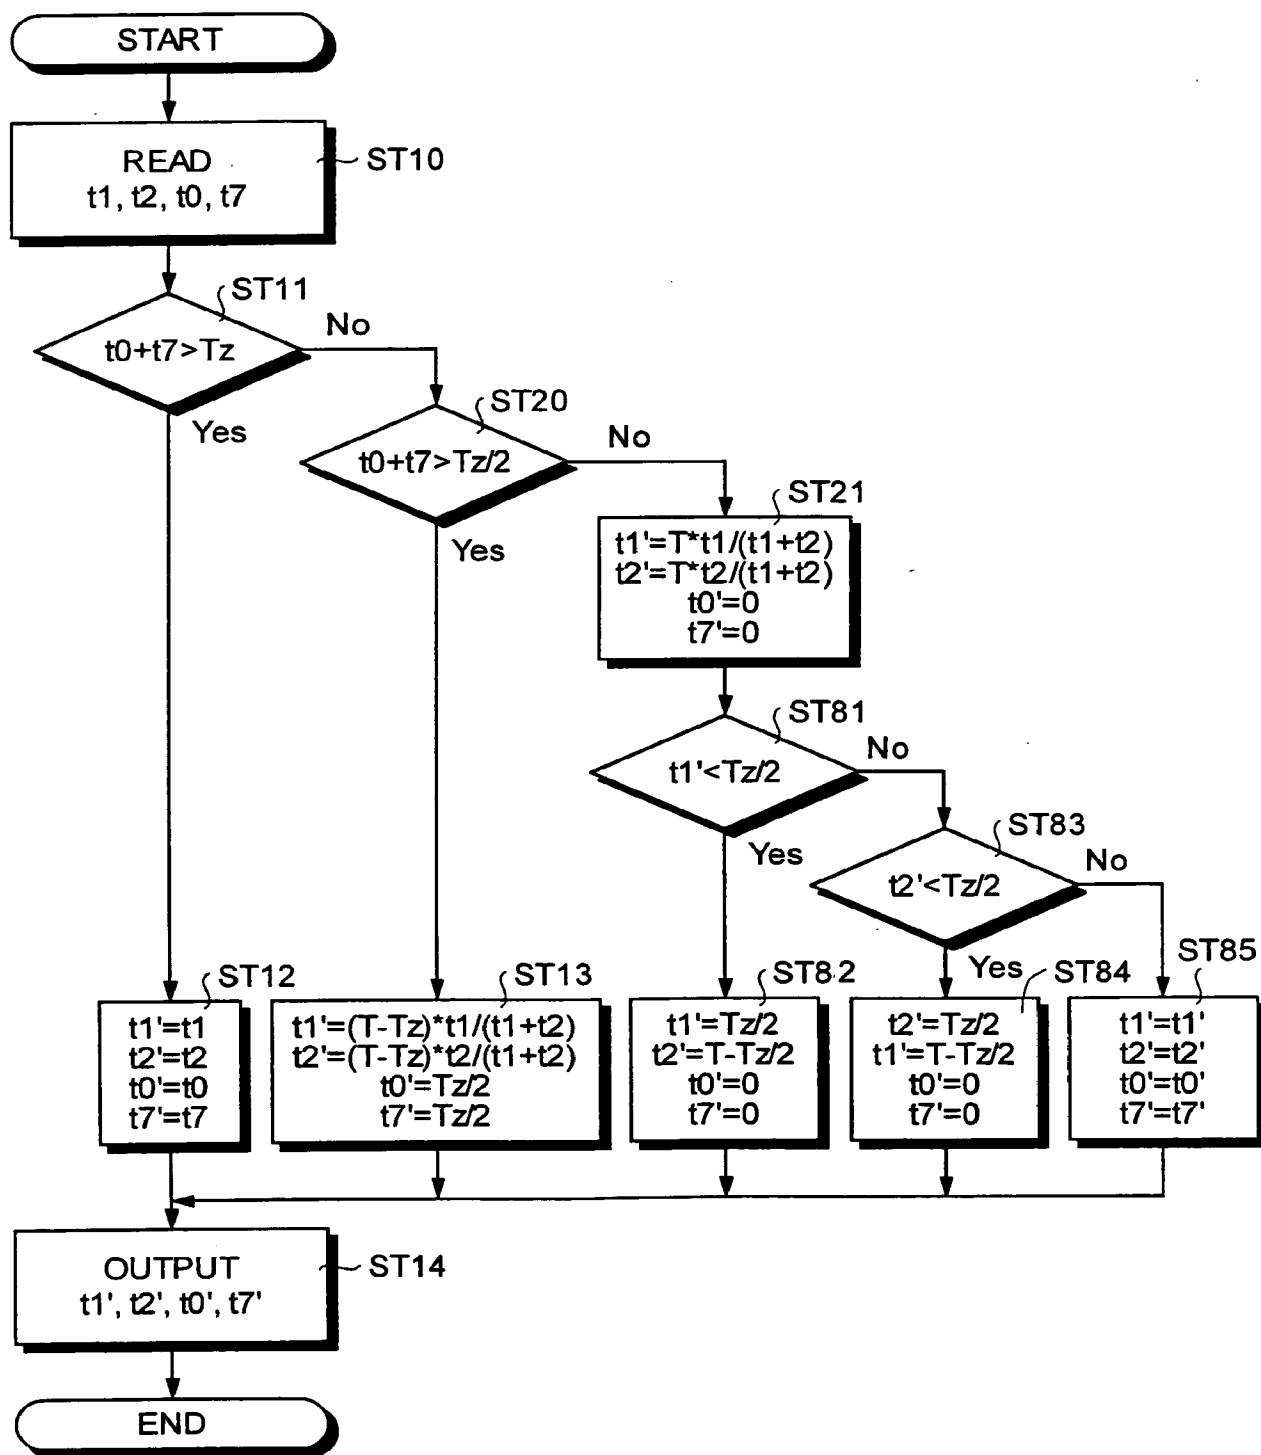 START
READ
t1, t2, t0, t7
ST10
ST11
t0+t7>Tz
No
Yes
ST20
t0+t7>Tz/2
No
Yes
ST21
t1'=T*t1/(t1+t2)
t2'=T*t2/(t1+t2)
t0'=0
t7'=0
ST81
t1'<Tz/2
No
Yes
ST83
t2'<Tz/2
No
Yes
ST12
t1'=t1
t2'=t2
t0'=t0
t7'=t7
ST13
t1'=(T-Tz)*t1/(t1+t2)
t2'=(T-Tz)*t2/(t1+t2)
t0'=Tz/2
t7'=Tz/2
ST82
t1'=Tz/2
t2'=T-Tz/2
t0'=0
t7'=0
ST84
t2'=Tz/2
t1'=T-Tz/2
t0'=0
t7'=0
ST85
t1'=t1'
t2'=t2'
t0'=t0'
t7'=t7'
OUTPUT
t1', t2', t0', t7'
ST14
END